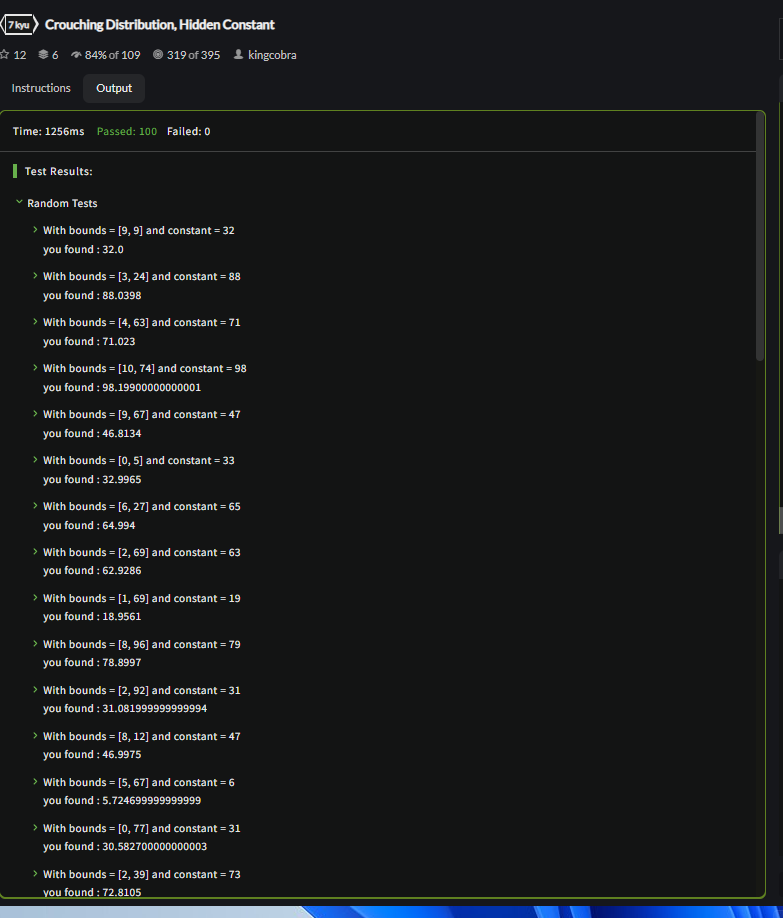 7 kyu Crouching Distribution, Hidden Constant
12 6 84% of 109 319 of 395 kingcobra
Instructions Output
Time: 1256ms Passed: 100 Failed: 0
Test Results:
Random Tests
With bounds = [9, 9] and constant = 32
you found : 32.0
With bounds = [3, 24] and constant = 88
you found : 88.0398
With bounds = [4, 63] and constant = 71
you found : 71.023
With bounds = [10, 74] and constant = 98
you found : 98.19900000000001
With bounds = [9, 67] and constant = 47
you found : 46.8134
With bounds = [0, 5] and constant = 33
you found : 32.9965
With bounds = [6, 27] and constant = 65
you found : 64.994
With bounds = [2, 69] and constant = 63
you found : 62.9286
With bounds = [1, 69] and constant = 19
you found : 18.9561
With bounds = [8, 96] and constant = 79
you found : 78.8997
With bounds = [2, 92] and constant = 31
you found : 31.081999999999994
With bounds = [8, 12] and constant = 47
you found : 46.9975
With bounds = [5, 67] and constant = 6
you found : 5.724699999999999
With bounds = [0, 77] and constant = 31
you found : 30.582700000000003
With bounds = [2, 39] and constant = 73
you found : 72.8105